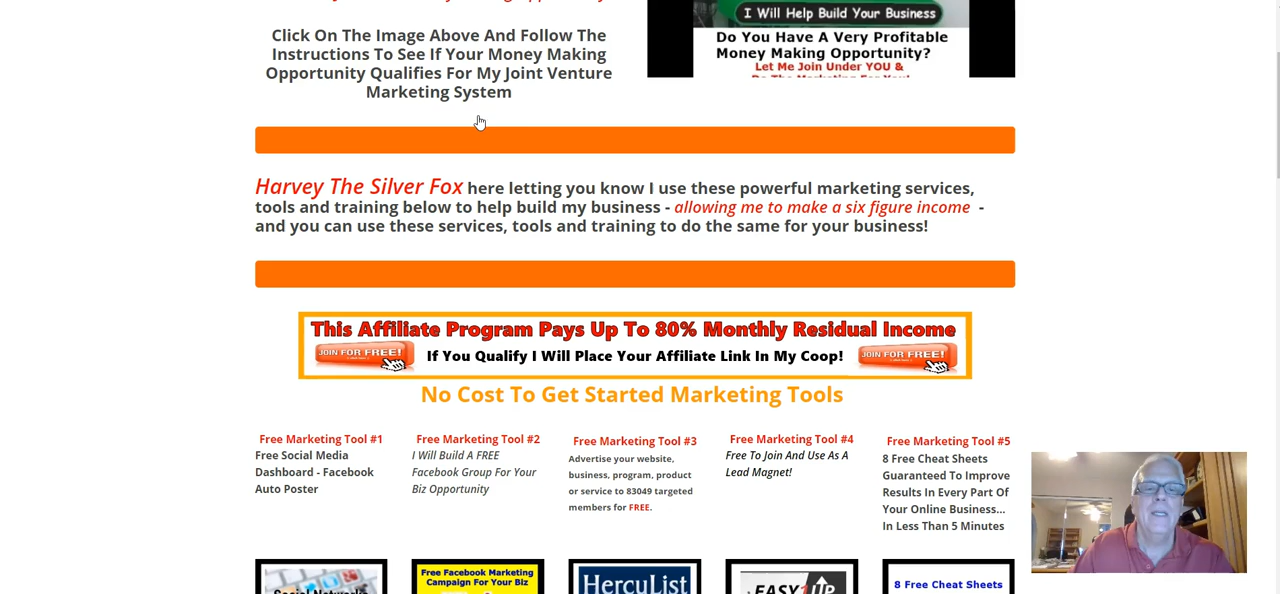 I Will Help Build Your Business
Do You Have A Very Profitable
Money Making Opportunity?
Let Me Join Under YOU &
Click On The Image Above And Follow The
Instructions To See If Your Money Making
Opportunity Qualifies For My Joint Venture
Marketing System
Harvey The Silver Fox here letting you know I use these powerful marketing services,
tools and training below to help build my business - allowing me to make a six figure income -
and you can use these services, tools and training to do the same for your business!
This Affiliate Program Pays Up To 80% Monthly Residual Income
JOIN FOR FREE!
If You Qualify I Will Place Your Affiliate Link In My Coop!
JOIN FOR FREE!
No Cost To Get Started Marketing Tools
Free Marketing Tool #1
Free Social Media
Dashboard - Facebook
Auto Poster
Free Marketing Tool #2
I Will Build A FREE
Facebook Group For Your
Biz Opportunity
Free Marketing Tool #3
Advertise your website,
business, program, product
or service to 83049 targeted
members for FREE.
Free Marketing Tool #4
Free To Join And Use As A
Lead Magnet!
Free Marketing Tool #5
8 Free Cheat Sheets
Guaranteed To Improve
Results In Every Part Of
Your Online Business...
In Less Than 5 Minutes
Social Networks
Free Facebook Marketing
Campaign For Your Biz
HercuList
EASY1UP
8 Free Cheat Sheets